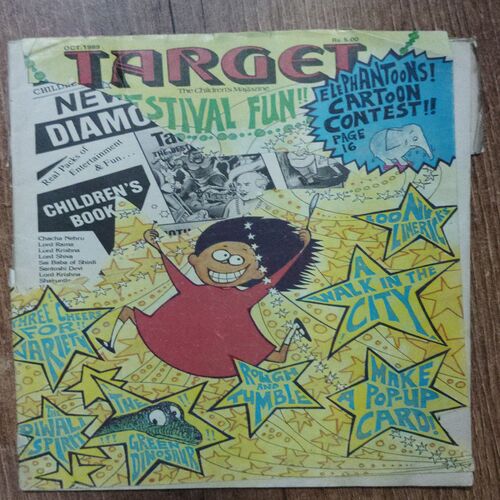 OCT. 1989
Rs 5.00
TARGET
The Children's Magazine
CHILDRE
NEW
DIAMO
ESTIVAL FUN!!
ELEPHANTOONS!
CARTOON
CONTEST!!
PAGE
16
Real Packs of
Entertainment
& Fun...
CHILDREN'S
BOOK
Chacha Nehru
Lord Rama
Lord Krishna
Lord Shiva
Sai Baba of Shirdi
Santoshi Devi
Lord Krishna
LOONY
LIMERICKS
A
WALK IN THE
CITY
THREE CHEERS
FOR!!
VARIETY
ROUGH
AND
TUMBLE
MAKE
A
POP-UP
CARD!
THE
DIWALI
SPIRIT
THE
GREEN
DINOSAUR
!!